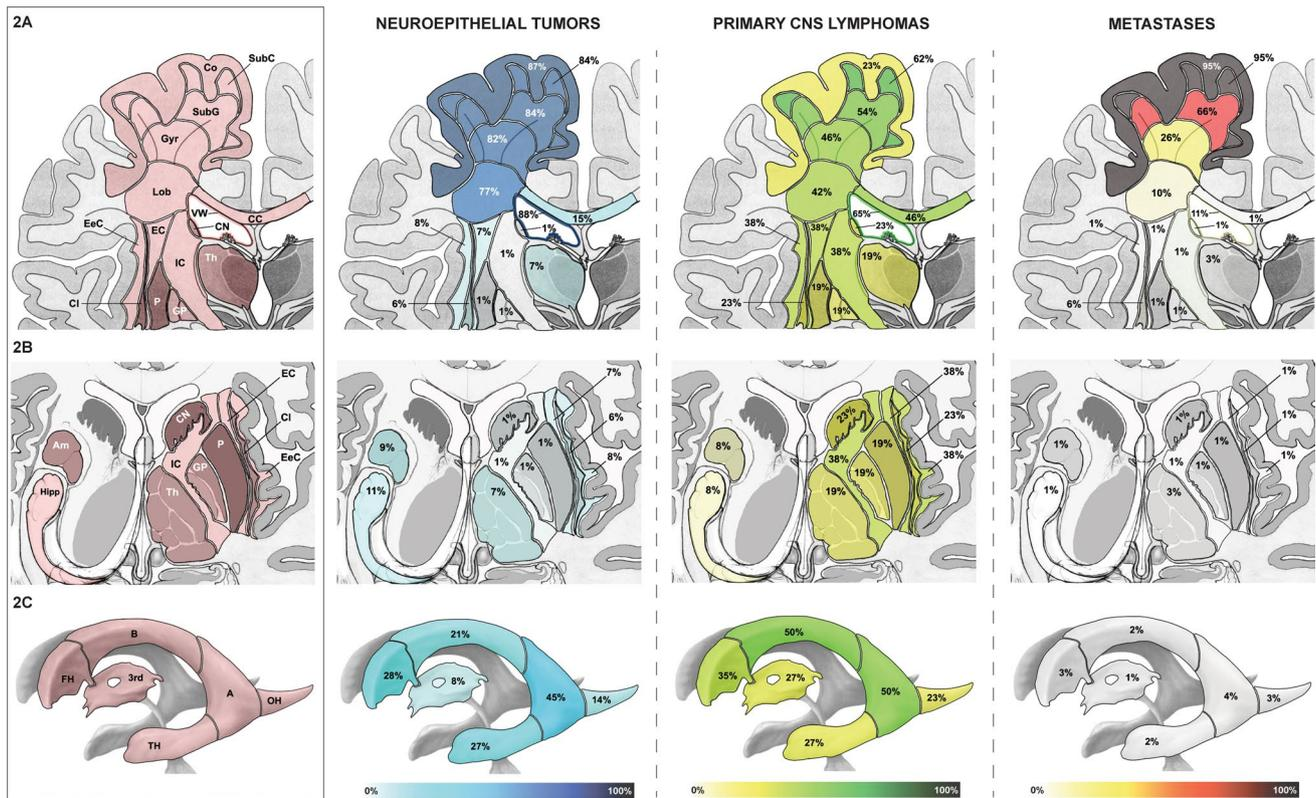 2A
NEUROEPITHELIAL TUMORS
PRIMARY CNS LYMPHOMAS
METASTASES
Co
SubC
SubG
Gyr
Lob
VW
CC
CN
EeC
EC
IC
Th
Cl
P
GP
87%
84%
84%
82%
77%
88%
15%
1%
8%
7%
1%
7%
6%
1%
1%
23%
62%
54%
46%
42%
65%
46%
23%
38%
38%
38%
19%
23%
19%
19%
95%
95%
66%
26%
10%
11%
1%
1%
1%
1%
1%
3%
6%
1%
1%
2B
EC
CN
Cl
Am
P
EeC
IC
GP
Hipp
Th
7%
1%
6%
9%
1%
8%
1%
1%
11%
7%
38%
23%
23%
8%
19%
38%
38%
19%
8%
19%
1%
1%
1%
1%
1%
1%
1%
1%
1%
3%
2C
B
FH
3rd
A
OH
TH
21%
28%
8%
45%
14%
27%
50%
35%
27%
50%
23%
27%
2%
3%
1%
4%
3%
2%
0%
100%
0%
100%
0%
100%